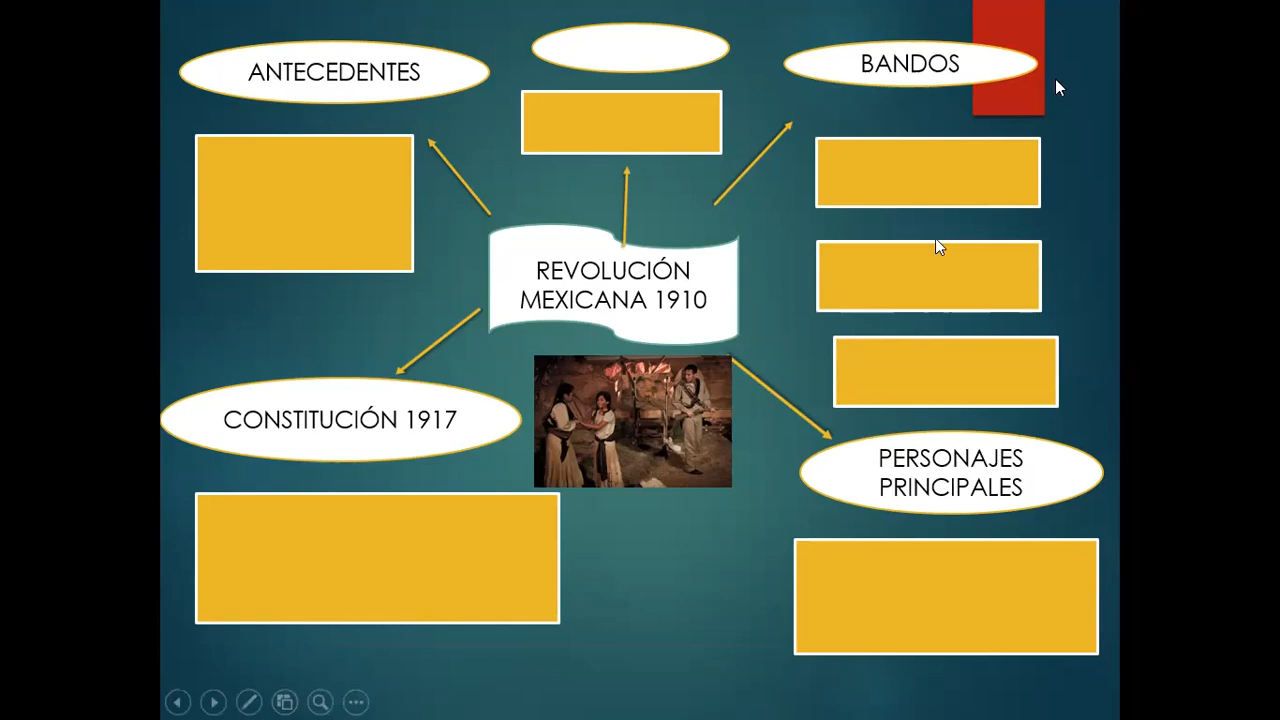 ANTECEDENTES
BANDOS
REVOLUCIÓN
MEXICANA 1910
CONSTITUCIÓN 1917
PERSONAJES
PRINCIPALES